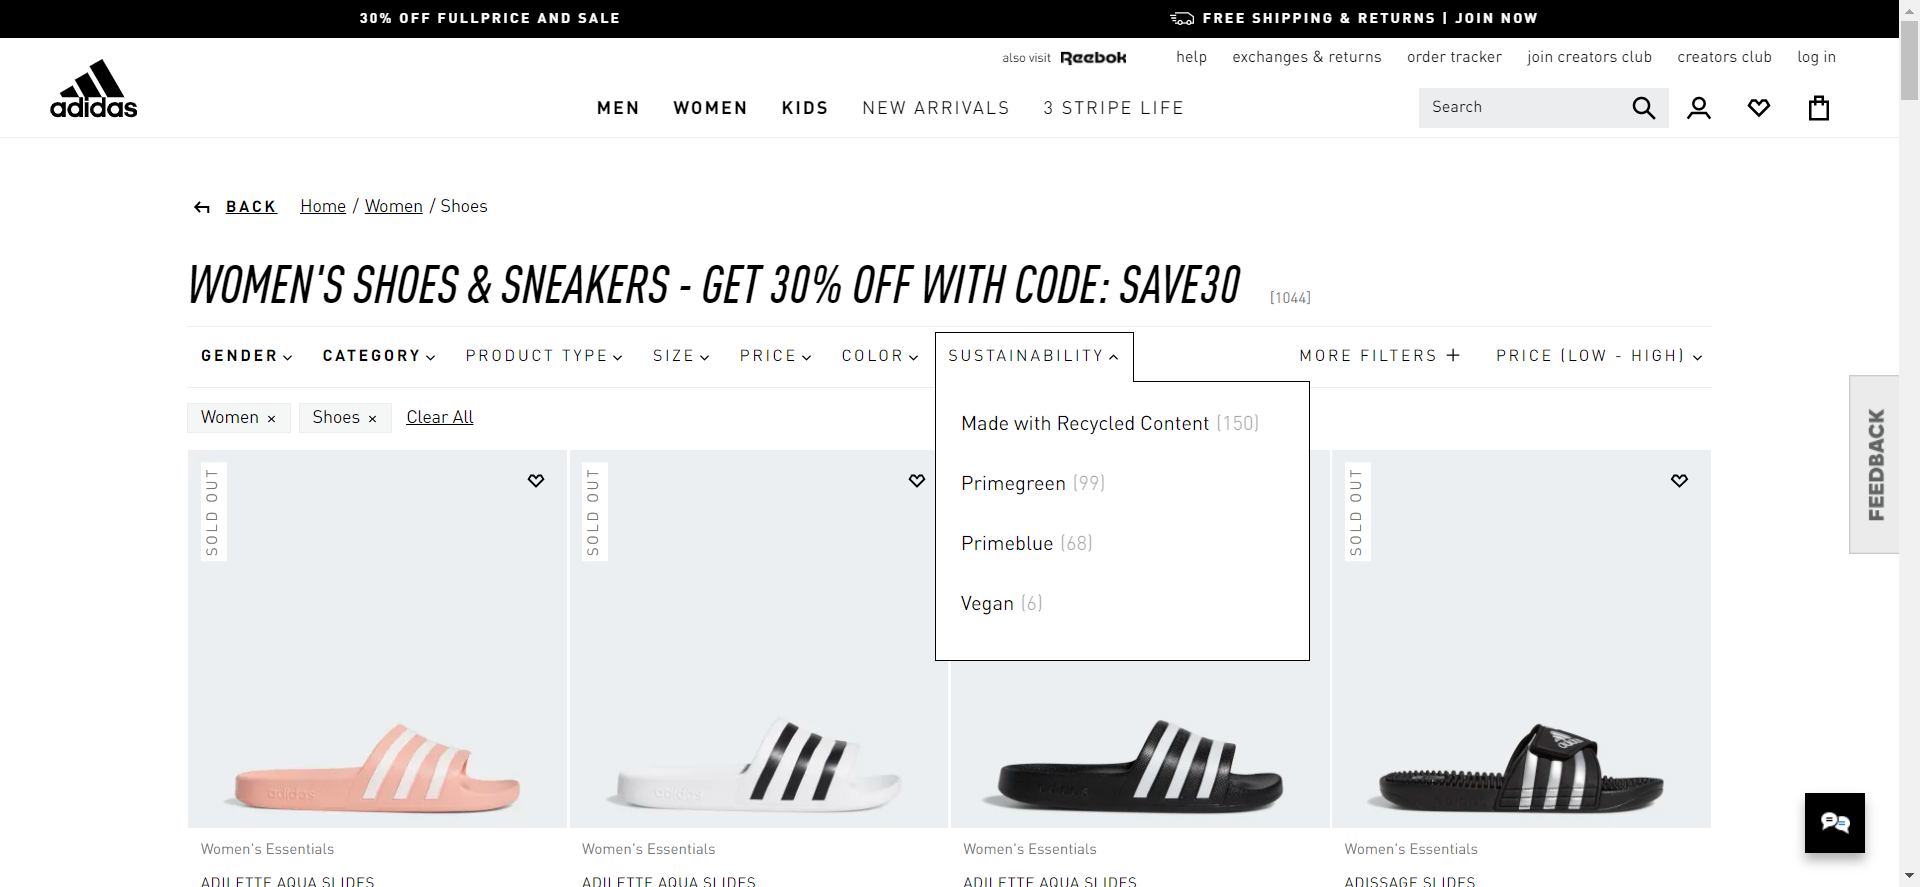 30% OFF FULLPRICE AND SALE
FREE SHIPPING & RETURNS | JOIN NOW
also visit Reebok
help
exchanges & returns
order tracker
join creators club
creators club
log in
adidas
MEN
WOMEN
KIDS
NEW ARRIVALS
3 STRIPE LIFE
Search
BACK
Home / Women / Shoes
WOMEN'S SHOES & SNEAKERS - GET 30% OFF WITH CODE: SAVE30 [1044]
GENDER
CATEGORY
PRODUCT TYPE
SIZE
PRICE
COLOR
SUSTAINABILITY
MORE FILTERS +
PRICE (LOW - HIGH)
Women ×
Shoes ×
Clear All
Made with Recycled Content (150)
Primegreen (99)
Primeblue (68)
Vegan (6)
FEEDBACK
SOLD OUT
SOLD OUT
SOLD OUT
adidas
adidas
adidas
Women's Essentials
Women's Essentials
Women's Essentials
Women's Essentials
ADILETTE AQUA SLIDES
ADILETTE AQUA SLIDES
ADILETTE AQUA SLIDES
ADISSAGE SLIDES